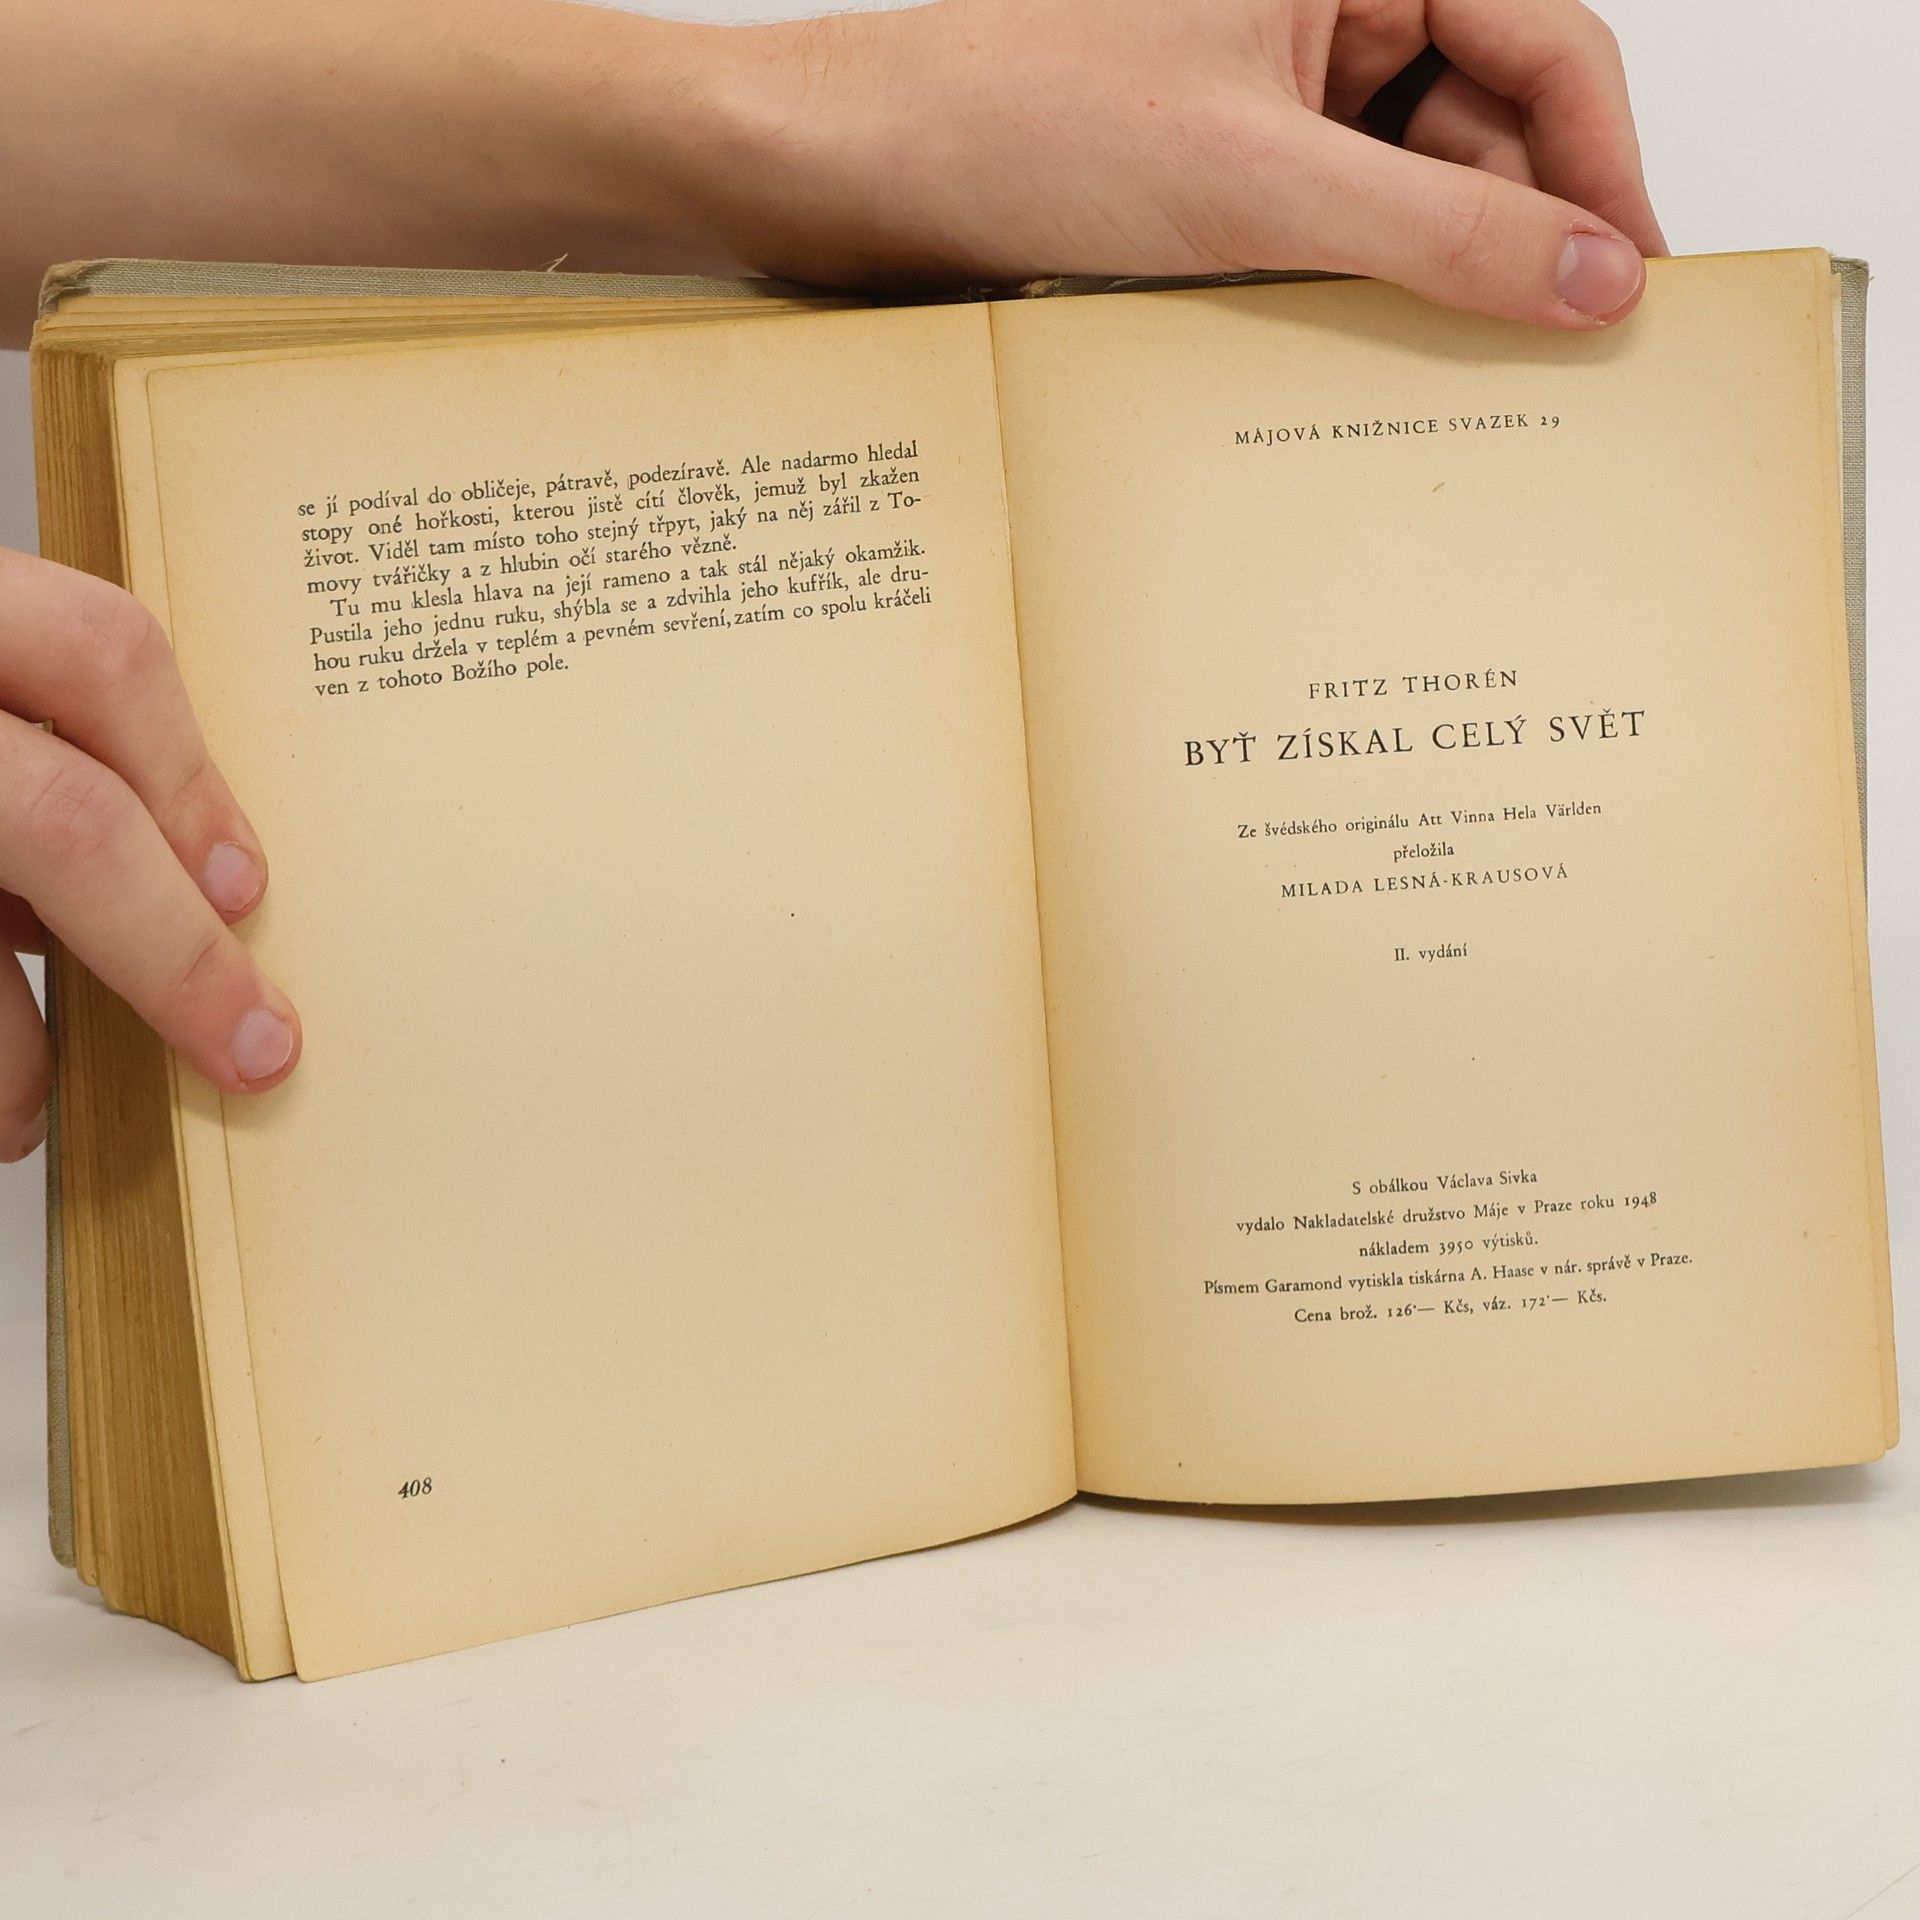 se jí podíval do obličeje, pátravě, podezíravě. Ale nadarmo hledal
stopy oné hořkosti, kterou jistě cítí člověk, jemuž byl zkažen
život. Viděl tam místo toho stejný třpyt, jaký na něj zářil z To-
movy tvářičky a z hlubin očí starého vězně.
Tu mu klesla hlava na její rameno a tak stál nějaký okamžik.
Pustila jeho jednu ruku, shýbla se a zdvihla jeho kufřík, ale dru-
hou ruku držela v teplém a pevném sevření, zatím co spolu kráčeli
ven z tohoto Božího pole.
408
MÁJOVÁ KNIŽNICE SVAZEK 29
FRITZ THORÉN
BYŤ ZÍSKAL CELÝ SVĚT
Ze švédského originálu Att Vinna Hela Världen
přeložila
MILADA LESNÁ-KRAUSOVÁ
II. vydání
S obálkou Václava Sivka
vydalo Nakladatelské družstvo Máje v Praze roku 1948
nákladem 3950 výtisků.
Písmem Garamond vytiskla tiskárna A. Haase v nár. správě v Praze.
Cena brož. 126·— Kčs, váz. 172·— Kčs.